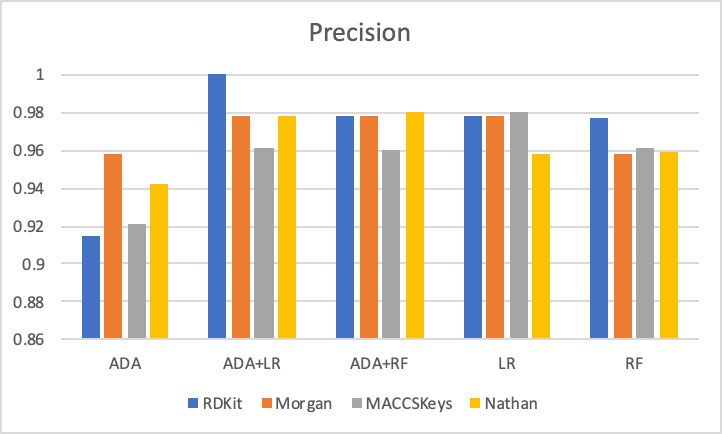 Precision
1
0.98
0.96
0.94
0.92
0.9
0.88
0.86
ADA ADA+LR ADA+RF LR RF
RDKit Morgan MACCSKeys Nathan